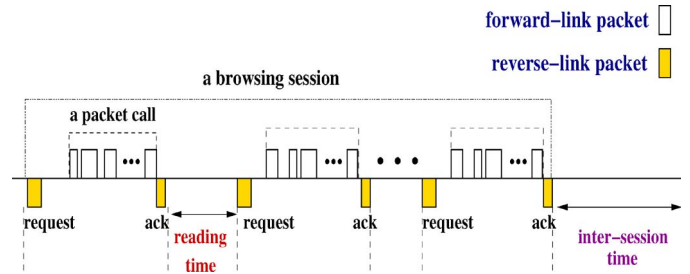 forward–link packet
reverse–link packet
a browsing session
a packet call
request
ack
reading
time
request
ack
request
ack
inter–session
time